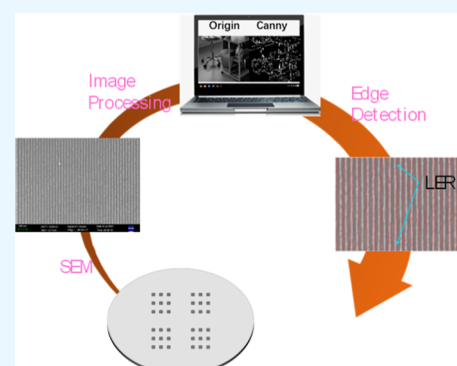 Origin Canny
Image
Processing
Edge
Detection
LER
SEM